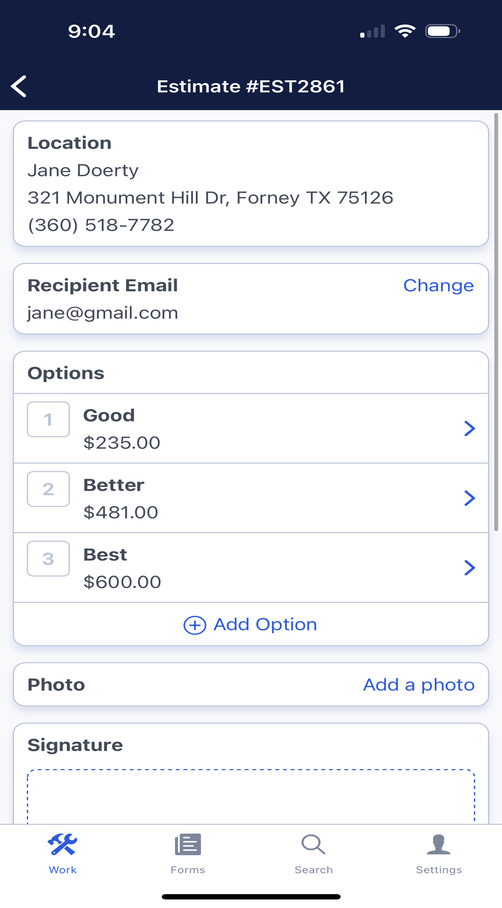 9:04
Estimate #EST2861
Location
Jane Doerty
321 Monument Hill Dr, Forney TX 75126
(360) 518-7782
Recipient Email
Change
jane@gmail.com
Options
1
Good
$235.00
2
Better
$481.00
3
Best
$600.00
Add Option
Photo
Add a photo
Signature
Work
Forms
Search
Settings